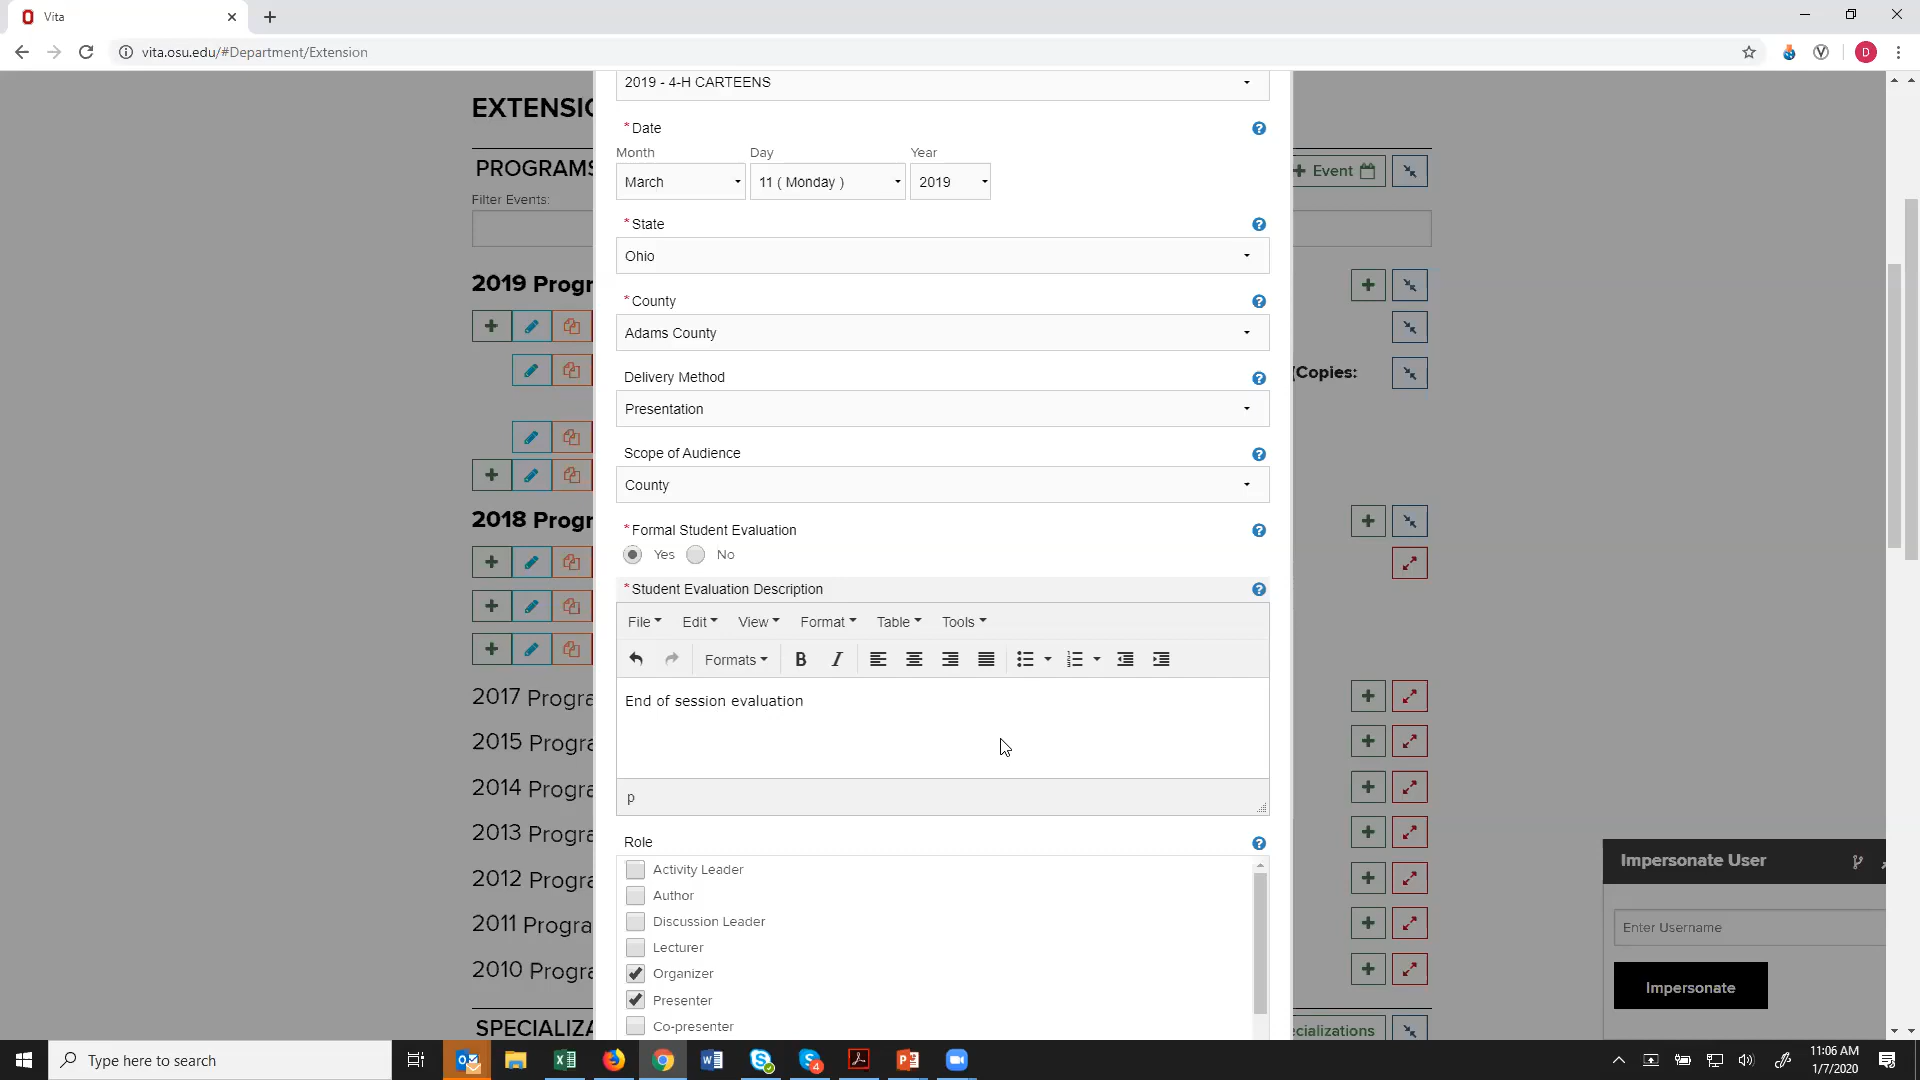 Vita
vita.osu.edu/#Department/Extension
EXTENSIO
2019 - 4-H CARTEENS
* Date
Month Day Year
PROGRAMS
Event
March 11 ( Monday ) 2019
Filter Events:
* State
Ohio
2019 Progr
* County
Adams County
Delivery Method
(Copies:
Presentation
Scope of Audience
County
2018 Progr
* Formal Student Evaluation
Yes No
* Student Evaluation Description
File Edit View Format Table Tools
Formats B I
2017 Progra
End of session evaluation
2015 Progra
2014 Progra
p
2013 Progra
Role
Activity Leader
Impersonate User
2012 Progra
Author
2011 Progra
Discussion Leader
Enter Username
Lecturer
2010 Progra
Organizer
Impersonate
Presenter
SPECIALIZA
Co-presenter
ecializations
Type here to search
11:06 AM
1/7/2020